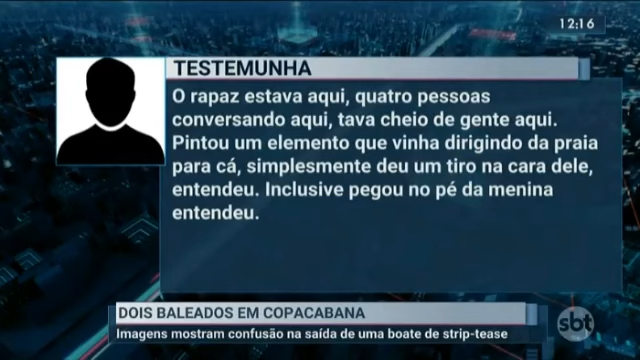 12:16
TESTEMUNHA
O rapaz estava aqui, quatro pessoas
conversando aqui, tava cheio de gente aqui.
Pintou um elemento que vinha dirigindo da praia
para cá, simplesmente deu um tiro na cara dele,
entendeu. Inclusive pegou no pé da menina
entendeu.
DOIS BALEADOS EM COPACABANA
Imagens mostram confusão na saída de uma boate de strip-tease
sbt